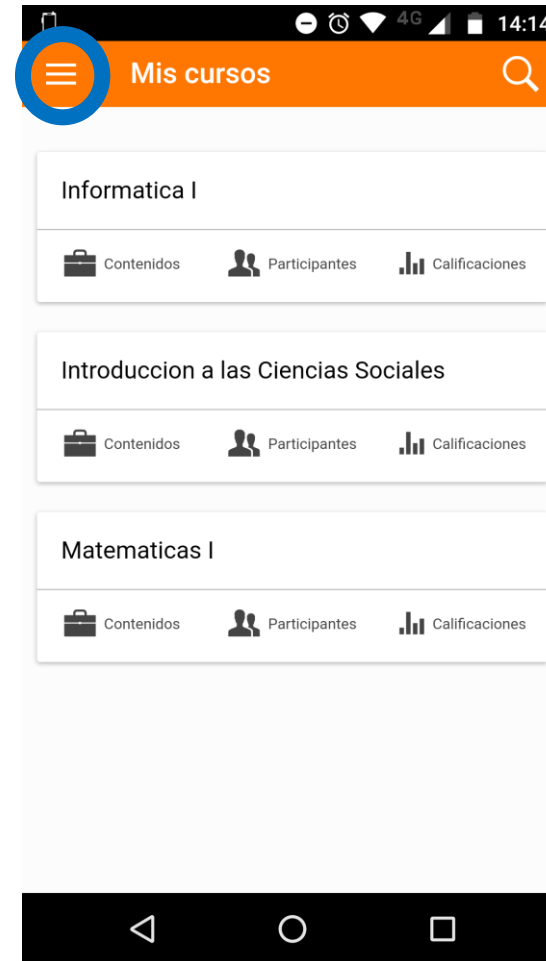 4G 14:14
Mis cursos
Informatica I
Contenidos Participantes Calificaciones
Introduccion a las Ciencias Sociales
Contenidos Participantes Calificaciones
Matematicas I
Contenidos Participantes Calificaciones